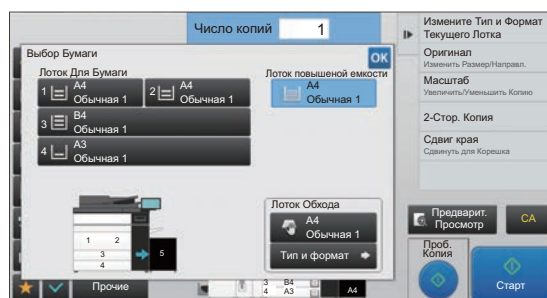 Число копий 1
Выбор Бумаги
OK
Лоток Для Бумаги
Лоток повышеной емкости
1 A4
Обычная 1
2 A4
Обычная 1
A4
Обычная 1
3 B4
Обычная 1
4 A3
Обычная 1
1 2
3
4
5
Лоток Обхода
A4
Обычная 1
Тип и формат
Прочие
3 B4
4 A3
A4
Измените Тип и Формат
Текущего Лотка
Оригинал
Изменить Размер/Направл.
Масштаб
Увеличить/Уменьшить Копию
2-Стор. Копия
Сдвиг края
Сдвинуть для Корешка
Предварит.
Просмотр
CA
Проб.
Копия
Старт